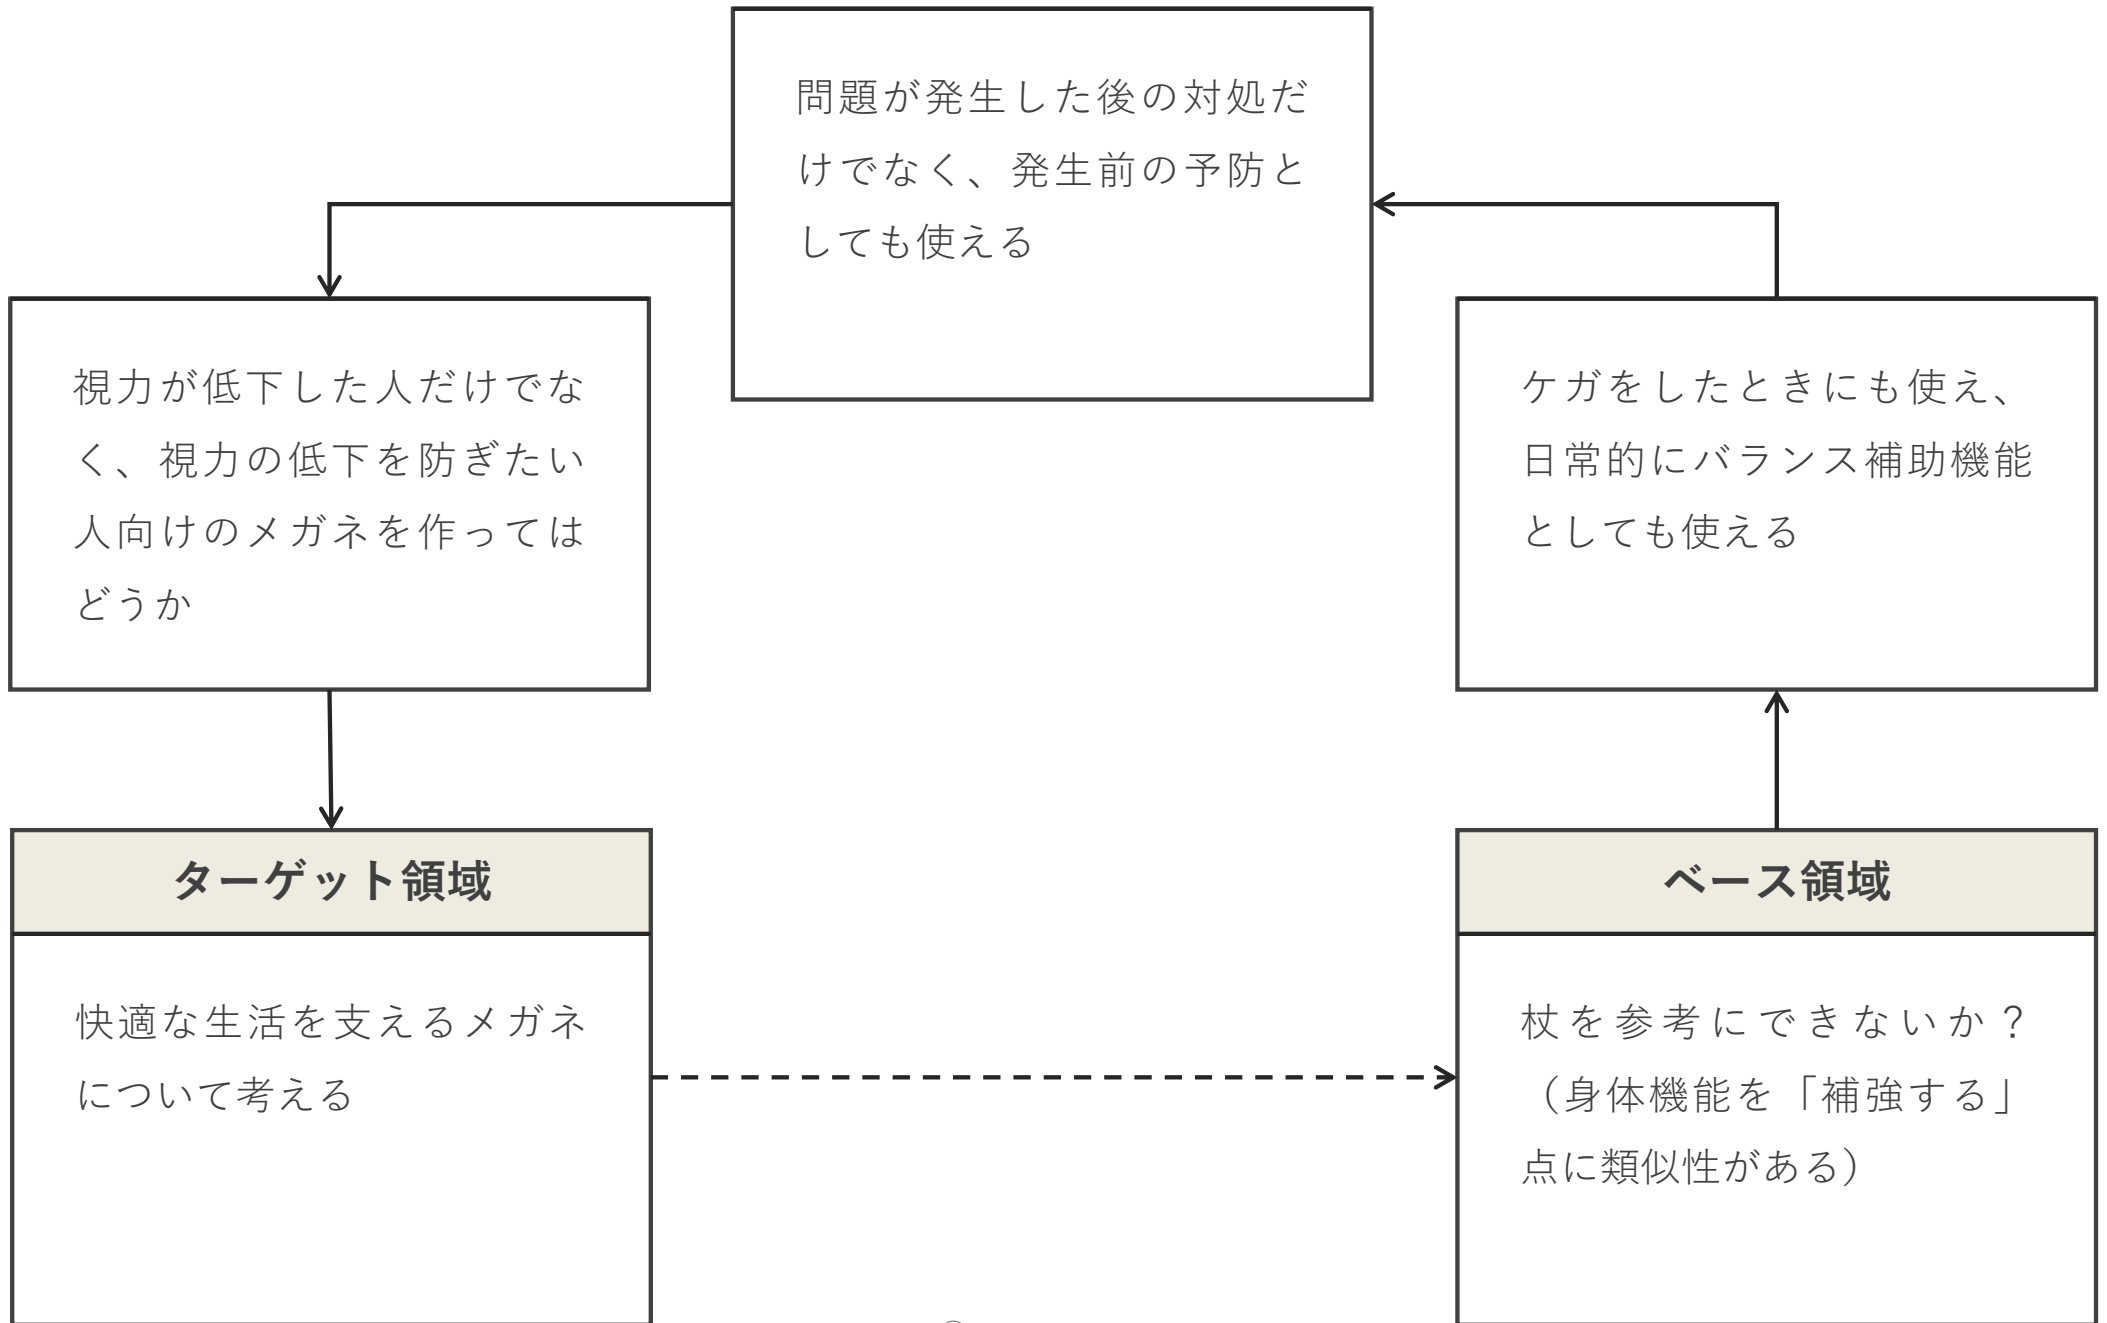 問題が発生した後の対処だ
けでなく、発生前の予防と
しても使える
視力が低下した人だけでな
く、視力の低下を防ぎたい
人向けのメガネを作っては
どうか
ケガをしたときにも使え、
日常的にバランス補助機能
としても使える
ターゲット領域
快適な生活を支えるメガネ
について考える
ベース領域
杖を参考にできないか？
（身体機能を「補強する」
点に類似性がある）